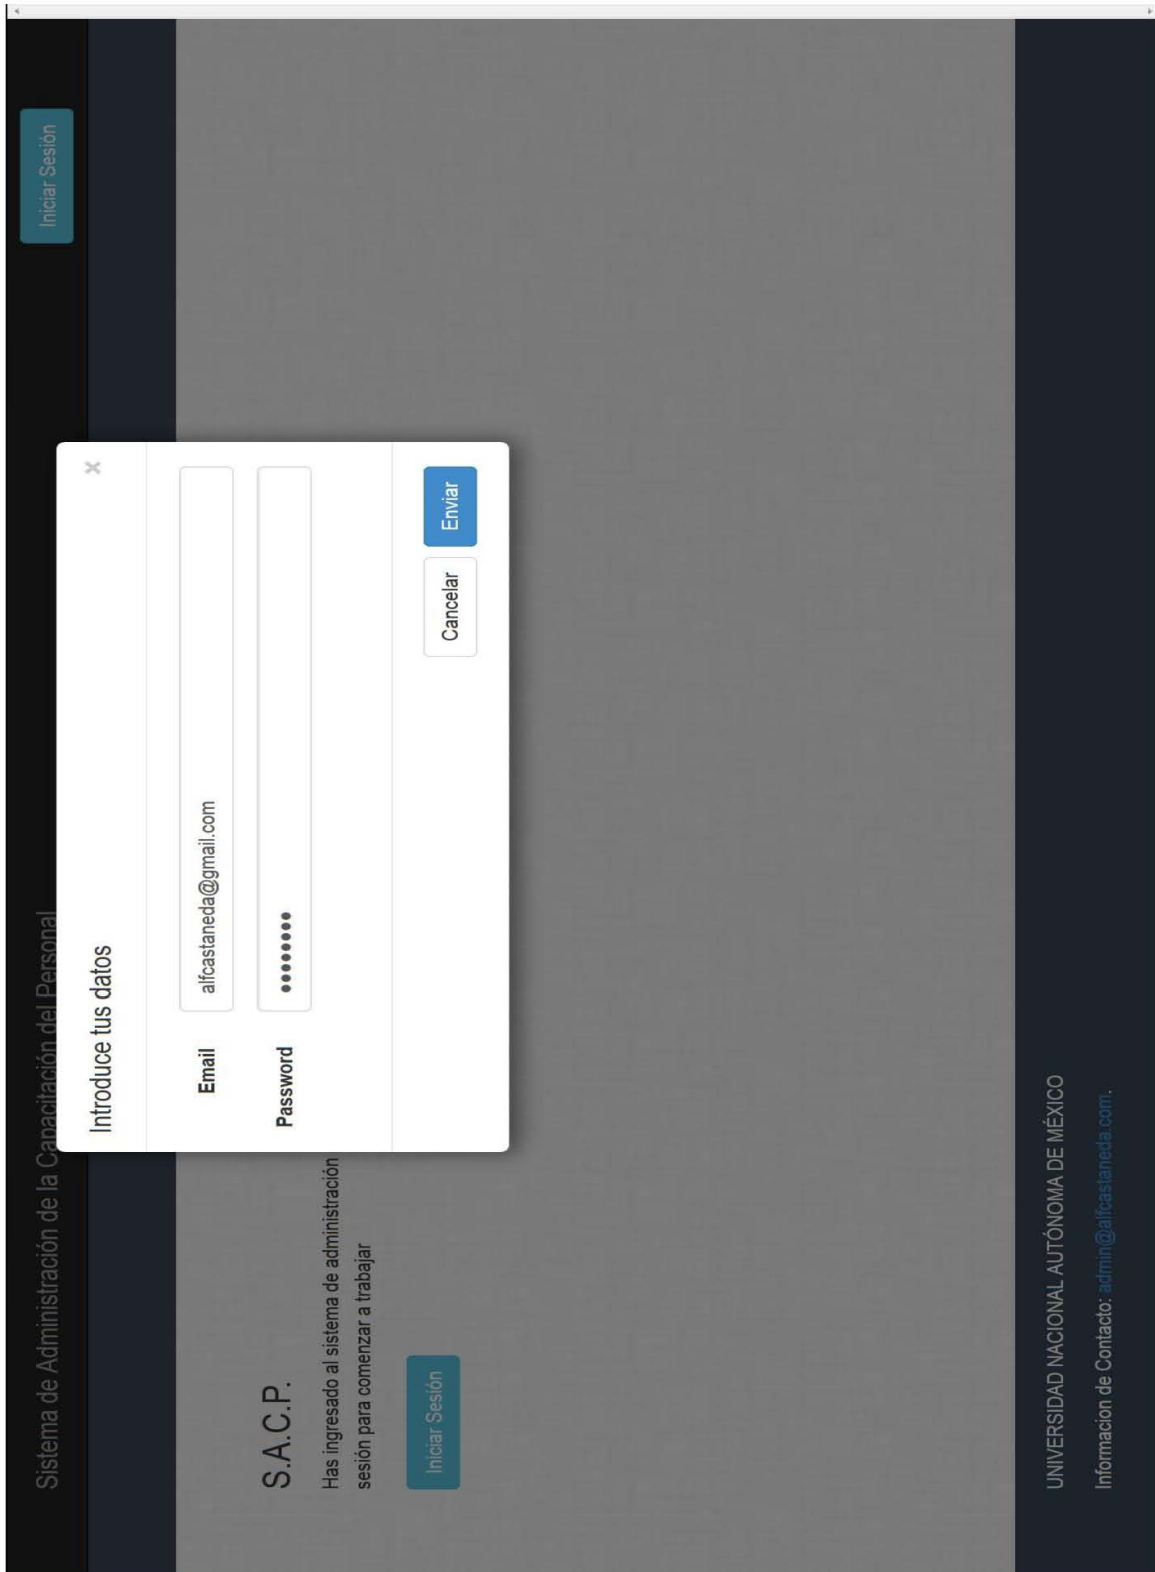 Sistema de Administración de la Capacitación del Personal
Iniciar Sesión
Introduce tus datos
×
Email
alfcastaneda@gmail.com
Password
•••••••••
Cancelar
Enviar
S.A.C.P.
Has ingresado al sistema de administración
sesión para comenzar a trabajar
Iniciar Sesión
UNIVERSIDAD NACIONAL AUTÓNOMA DE MÉXICO
Informacion de Contacto: admin@alfcastaneda.com.